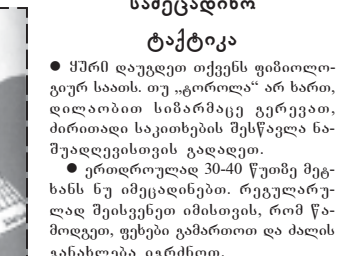 სამეცადინო
ტაქტიკა
● ყური დაუგდეთ თქვენს ფიზიოლო-
გიურ საათს. თუ „ტოროლა“ არ ხართ,
დილაობით სიზარმაცე გერევათ,
ძირითადი საკითხების შესწავლა ნა-
შუადღევისთვის გადადეთ.
● ერთდროულად 30-40 წუთზე მეტ-
ხანს ნუ იმეცადინებთ. რეგულარუ-
ლად შეისვენეთ იმისთვის, რომ წა-
მოდგეთ, ფეხები გამართოთ და ძალის
განახლება იგრძნოთ.